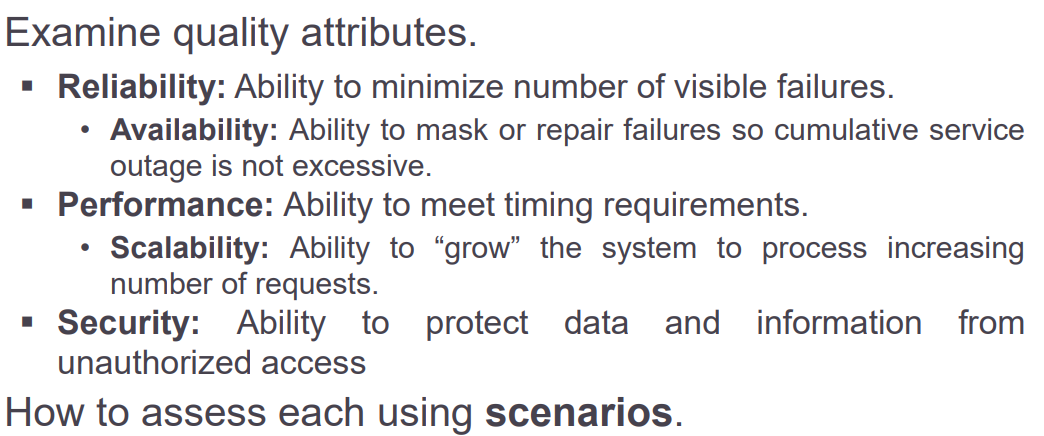 Examine quality attributes.
▪ Reliability: Ability to minimize number of visible failures.
• Availability: Ability to mask or repair failures so cumulative service
outage is not excessive.
▪ Performance: Ability to meet timing requirements.
• Scalability: Ability to “grow” the system to process increasing
number of requests.
▪ Security: Ability to protect data and information from
unauthorized access
How to assess each using scenarios.